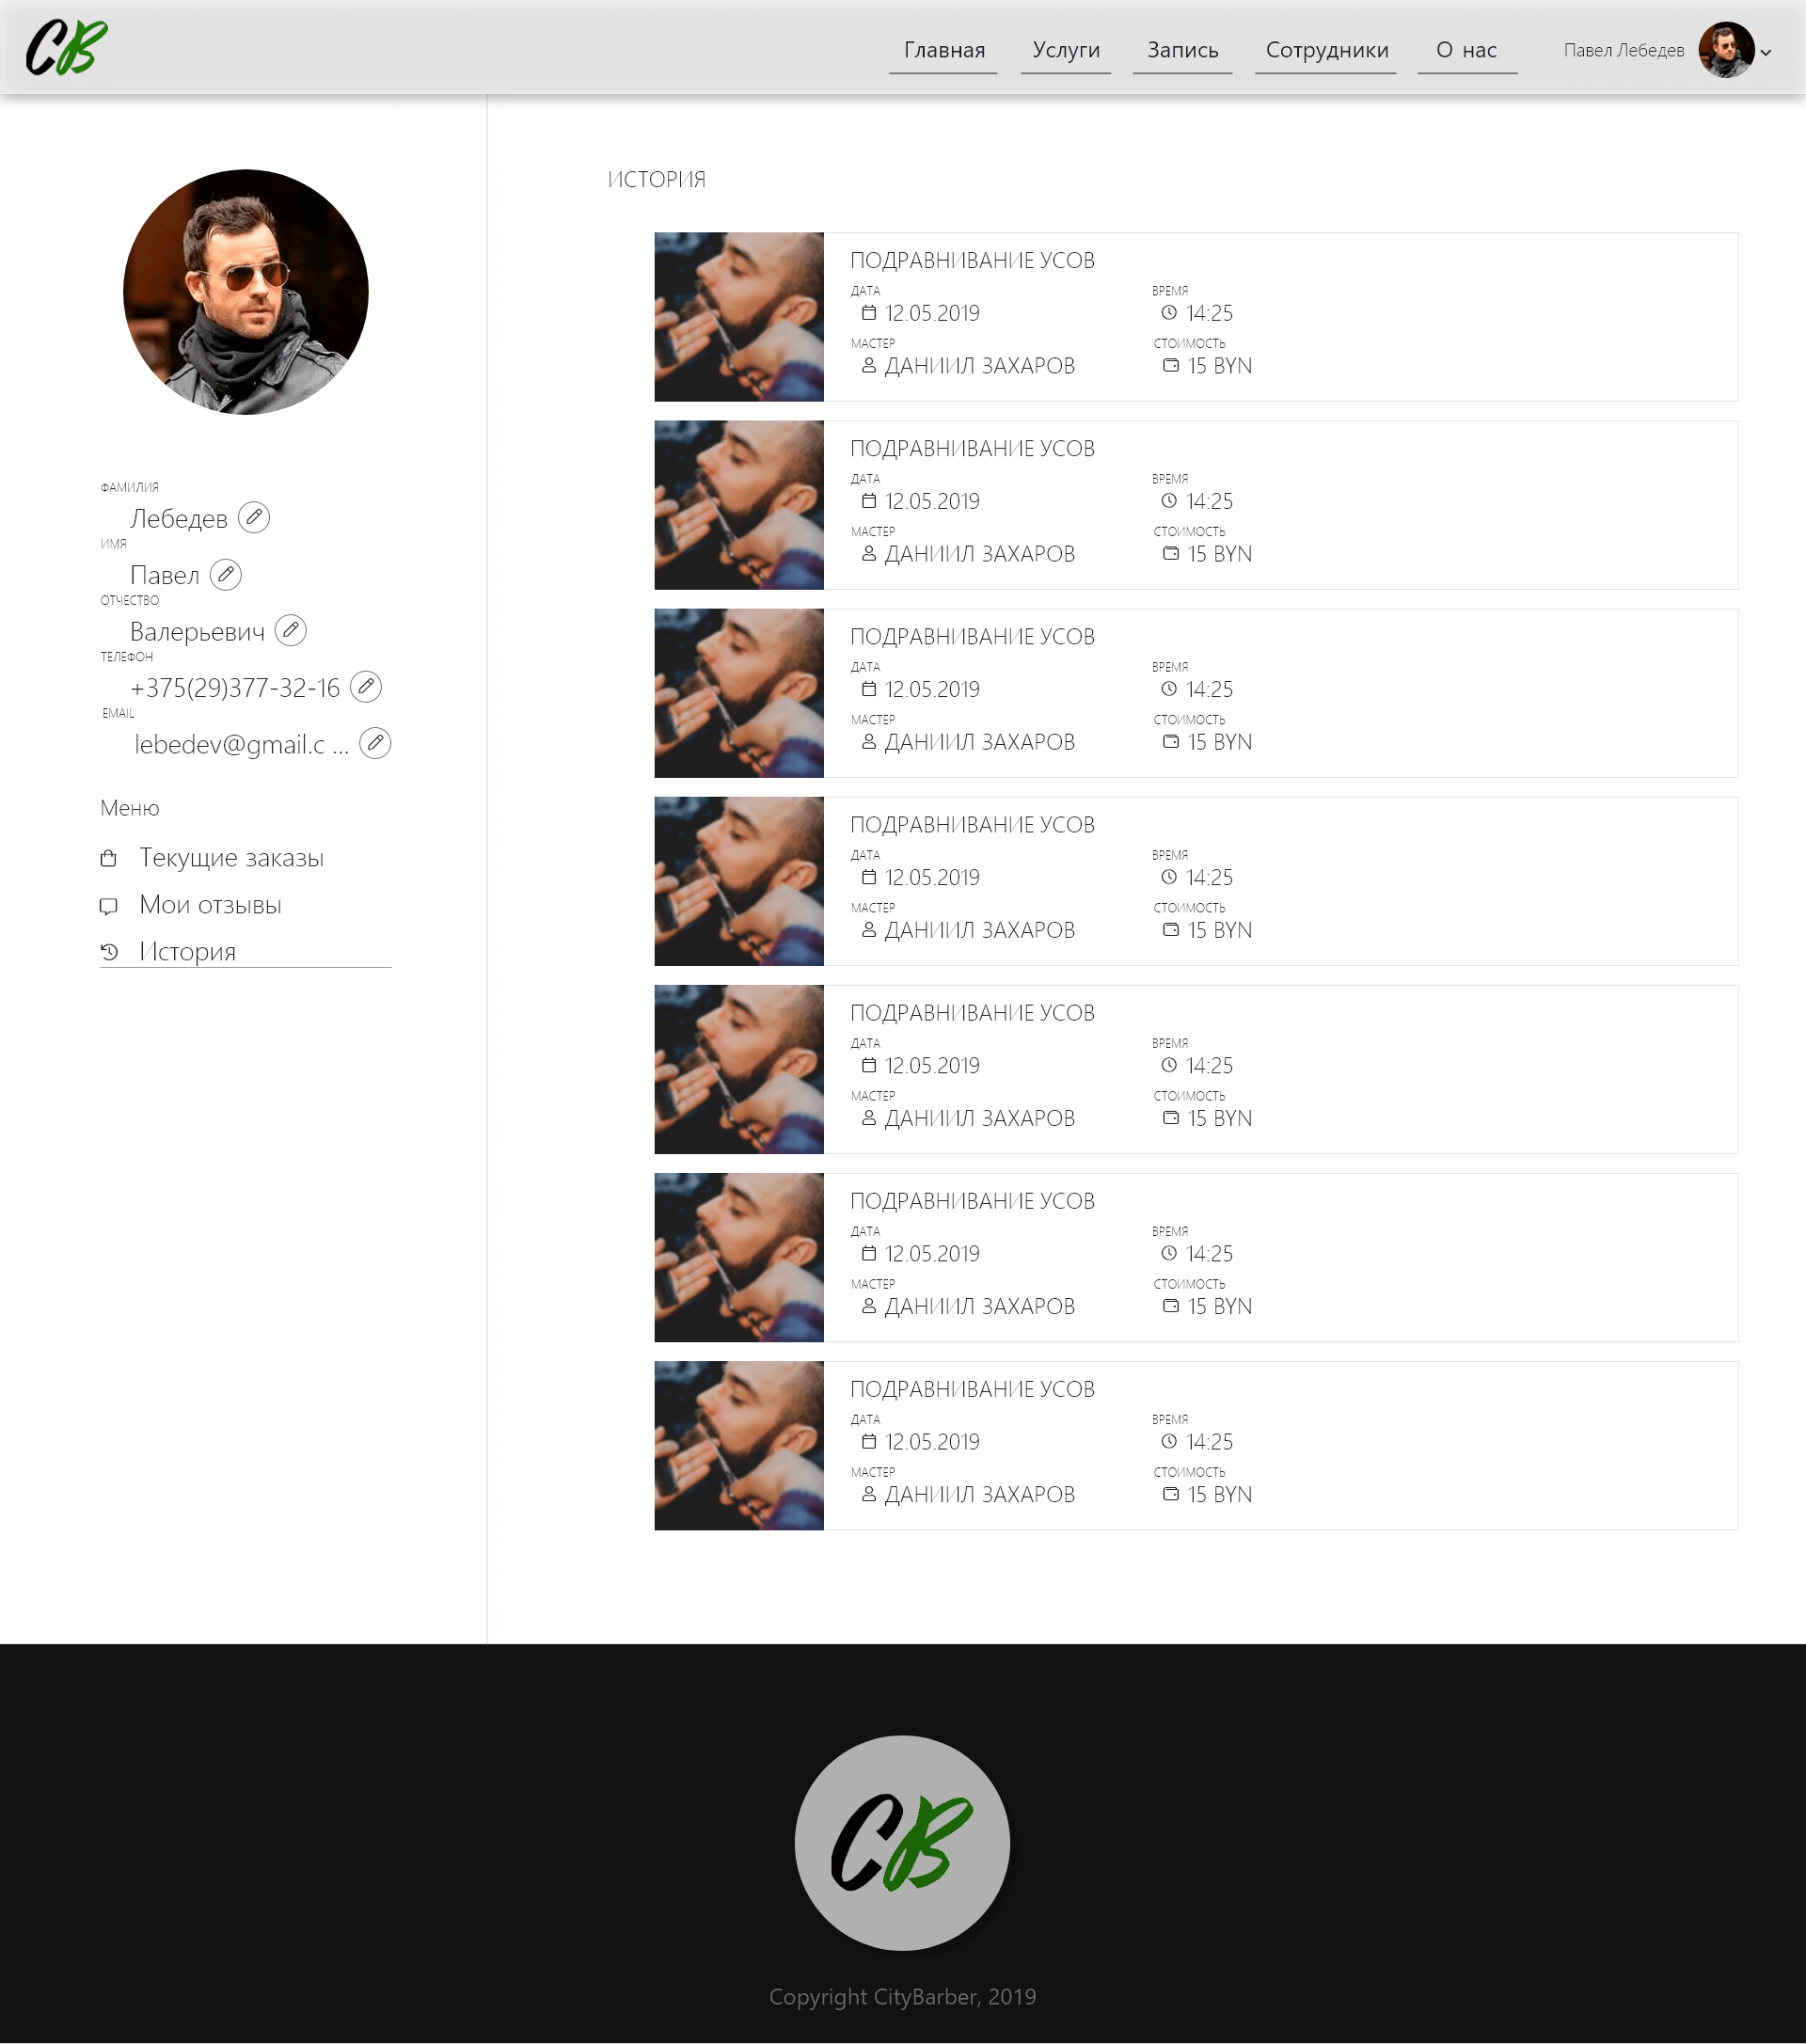 CB
Главная Услуги Запись Сотрудники О нас Павел Лебедев
ФАМИЛИЯ
Лебедев
ИМЯ
Павел
ОТЧЕСТВО
Валерьевич
ТЕЛЕФОН
+375(29)377-32-16
EMAIL
lebedev@gmail.c ...
Меню
Текущие заказы
Мои отзывы
История
ИСТОРИЯ
ПОДРАВНИВАНИЕ УСОВ
ДАТА ВРЕМЯ
12.05.2019 14:25
МАСТЕР СТОИМОСТЬ
ДАНИИЛ ЗАХАРОВ 15 BYN
ПОДРАВНИВАНИЕ УСОВ
ДАТА ВРЕМЯ
12.05.2019 14:25
МАСТЕР СТОИМОСТЬ
ДАНИИЛ ЗАХАРОВ 15 BYN
ПОДРАВНИВАНИЕ УСОВ
ДАТА ВРЕМЯ
12.05.2019 14:25
МАСТЕР СТОИМОСТЬ
ДАНИИЛ ЗАХАРОВ 15 BYN
ПОДРАВНИВАНИЕ УСОВ
ДАТА ВРЕМЯ
12.05.2019 14:25
МАСТЕР СТОИМОСТЬ
ДАНИИЛ ЗАХАРОВ 15 BYN
ПОДРАВНИВАНИЕ УСОВ
ДАТА ВРЕМЯ
12.05.2019 14:25
МАСТЕР СТОИМОСТЬ
ДАНИИЛ ЗАХАРОВ 15 BYN
ПОДРАВНИВАНИЕ УСОВ
ДАТА ВРЕМЯ
12.05.2019 14:25
МАСТЕР СТОИМОСТЬ
ДАНИИЛ ЗАХАРОВ 15 BYN
ПОДРАВНИВАНИЕ УСОВ
ДАТА ВРЕМЯ
12.05.2019 14:25
МАСТЕР СТОИМОСТЬ
ДАНИИЛ ЗАХАРОВ 15 BYN
CB
Copyright CityBarber, 2019